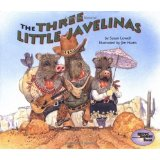 THE THREE
LITTLE JAVELINAS
by Susan Lowell
Illustrated by Jim Harris